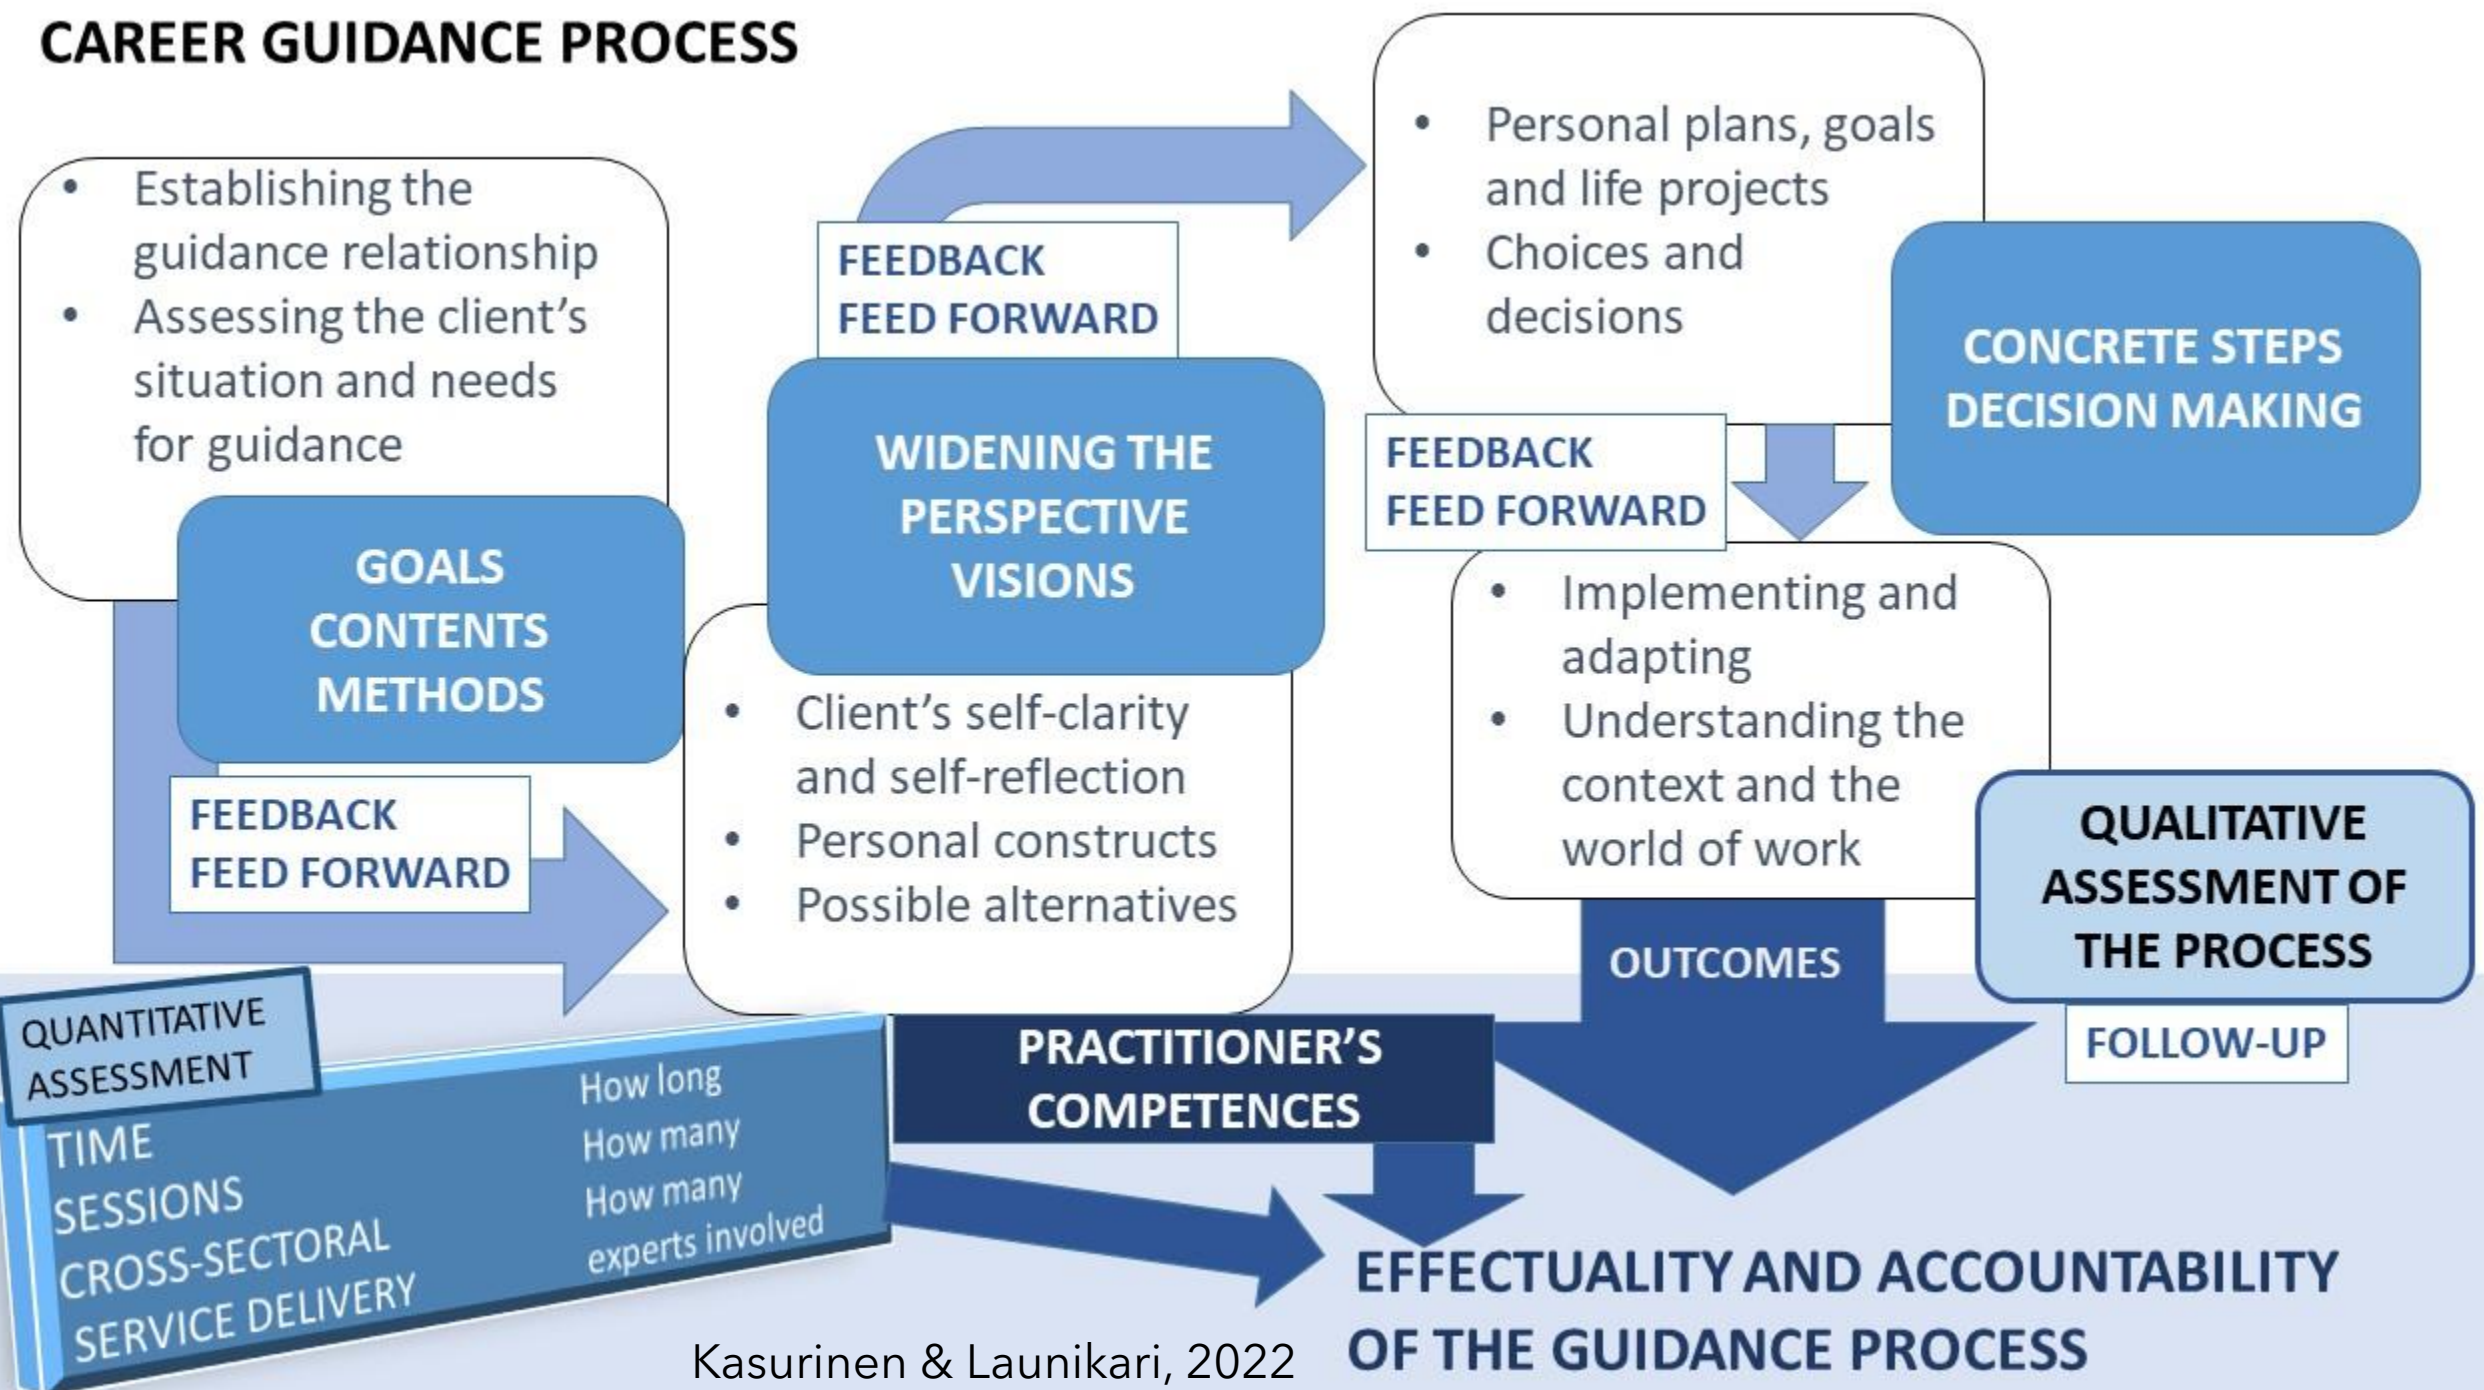 CAREER GUIDANCE PROCESS
• Establishing the
guidance relationship
• Assessing the client’s
situation and needs
for guidance
GOALS
CONTENTS
METHODS
FEEDBACK
FEED FORWARD
FEEDBACK
FEED FORWARD
WIDENING THE
PERSPECTIVE
VISIONS
• Client’s self-clarity
and self-reflection
• Personal constructs
• Possible alternatives
• Personal plans, goals
and life projects
• Choices and
decisions
CONCRETE STEPS
DECISION MAKING
FEEDBACK
FEED FORWARD
• Implementing and
adapting
• Understanding the
context and the
world of work
QUALITATIVE
ASSESSMENT OF
THE PROCESS
FOLLOW-UP
OUTCOMES
QUANTITATIVE
ASSESSMENT
TIME
SESSIONS
CROSS-SECTORAL
SERVICE DELIVERY
How long
How many
How many
experts involved
PRACTITIONER’S
COMPETENCES
EFFECTUALITY AND ACCOUNTABILITY
OF THE GUIDANCE PROCESS
Kasurinen & Launikari, 2022